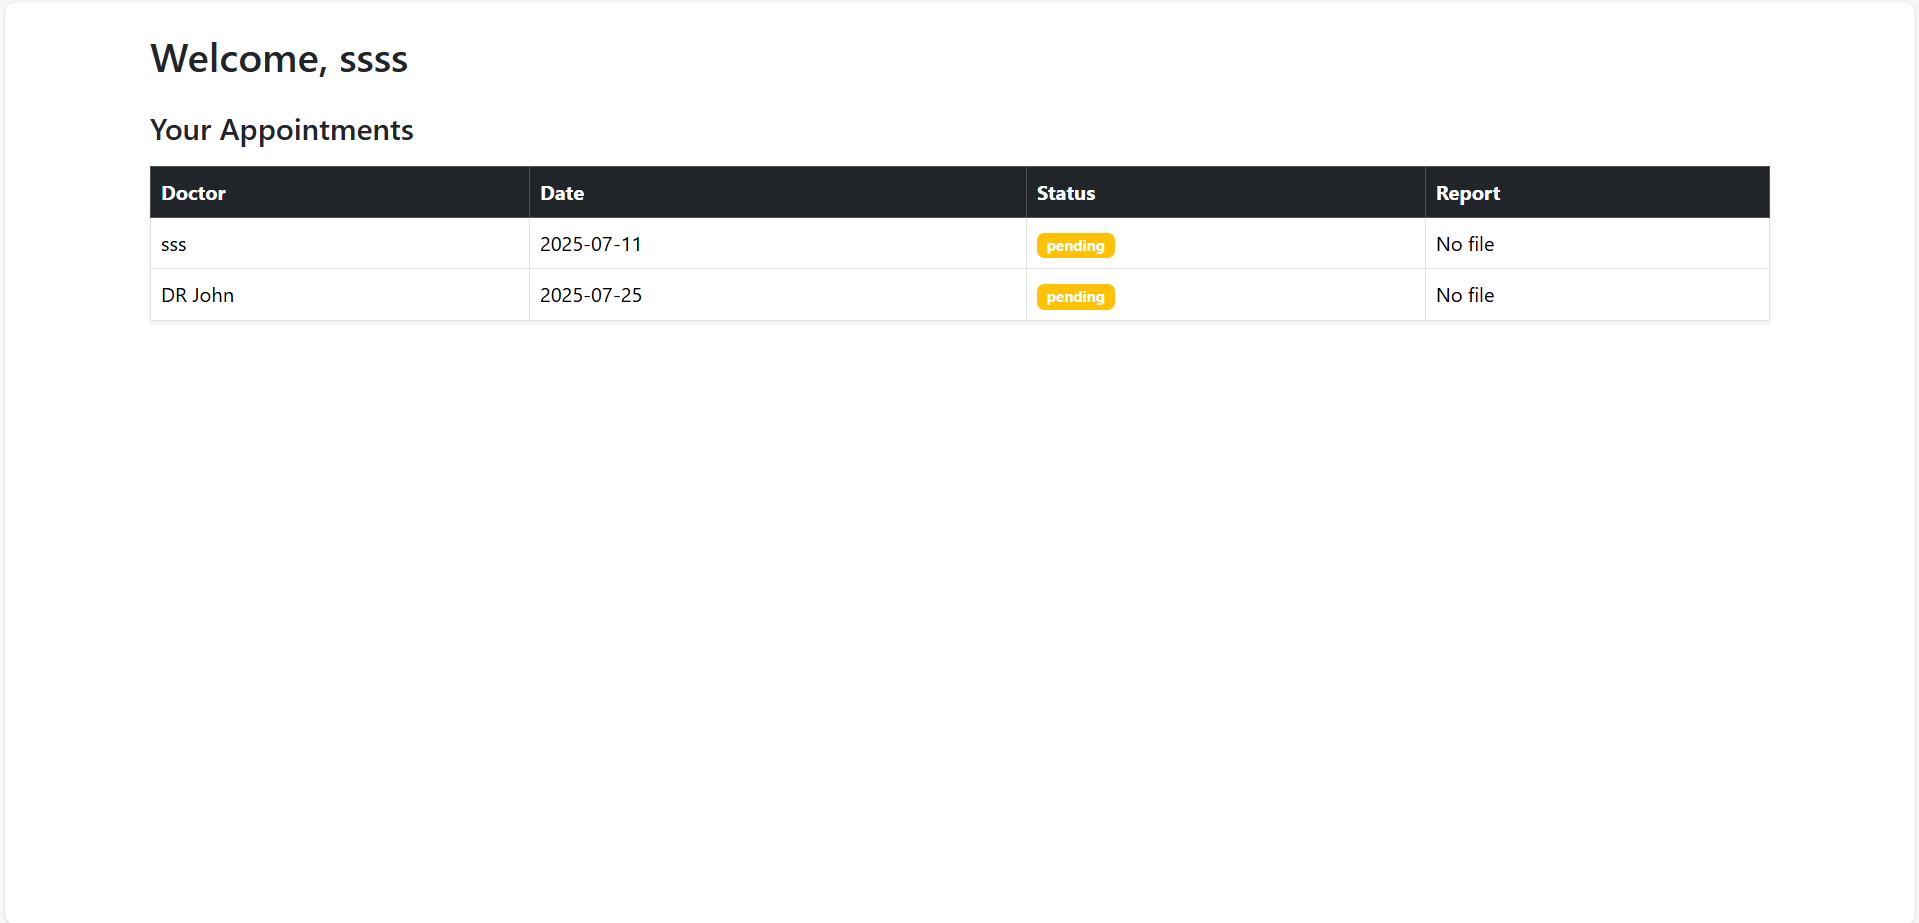 Welcome, ssss
Your Appointments
Doctor Date Status Report
sss 2025-07-11 pending No file
DR John 2025-07-25 pending No file